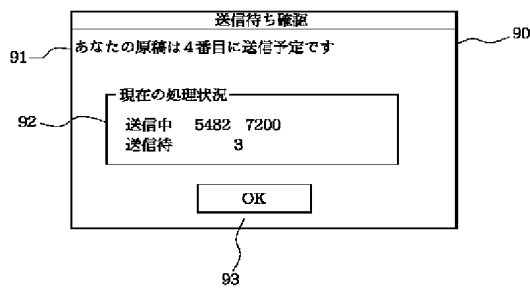 送信待ち確認
90
91
あなたの原稿は４番目に送信予定です
現在の処理状況
92
送信中 5482 7200
送信待 3
OK
93